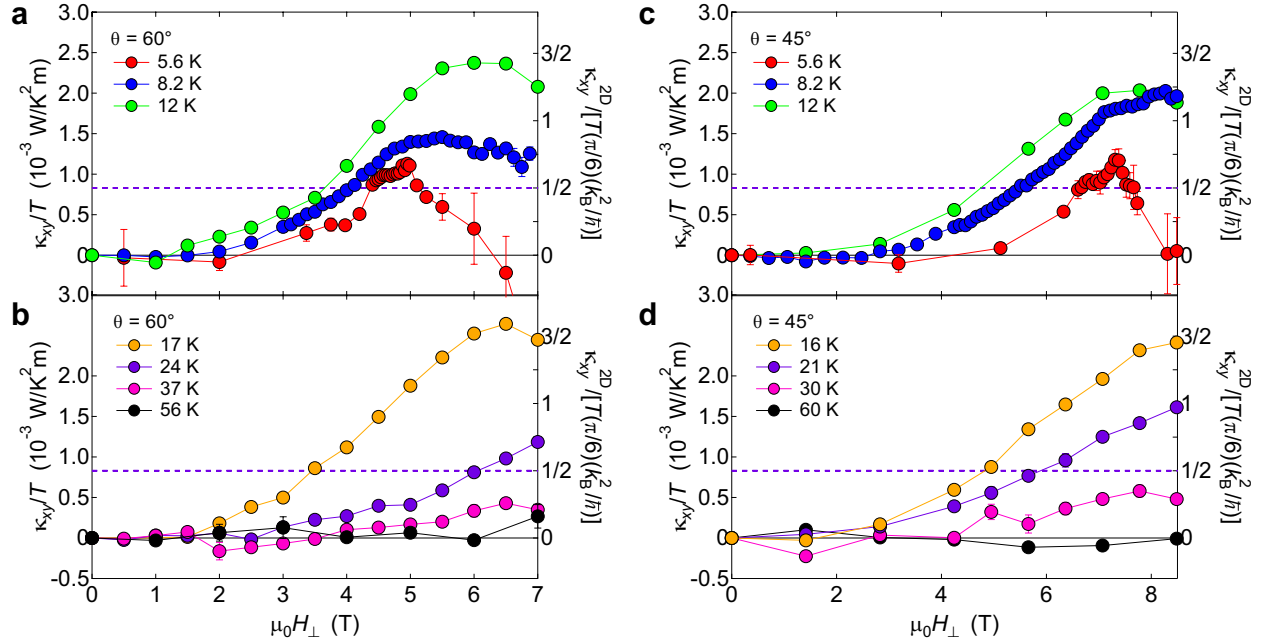 a
θ = 60°
5.6 K
8.2 K
12 K
3.0
2.5
2.0
1.5
1.0
0.5
0.0
3.0
κxy/T (10-3 W/K2m)
3/2
1
1/2
0
κxy2D/[T(π/6)(kB2/ħ)]
c
θ = 45°
5.6 K
8.2 K
12 K
3.0
2.5
2.0
1.5
1.0
0.5
0.0
3.0
κxy/T (10-3 W/K2m)
3/2
1
1/2
0
κxy2D/[T(π/6)(kB2/ħ)]
b
θ = 60°
17 K
24 K
37 K
56 K
2.0
1.5
1.0
0.5
0.0
-0.5
κxy/T (10-3 W/K2m)
3/2
1
1/2
0
κxy2D/[T(π/6)(kB2/ħ)]
0 1 2 3 4 5 6 7
μ0H⊥ (T)
d
θ = 45°
16 K
21 K
30 K
60 K
2.0
1.5
1.0
0.5
0.0
-0.5
κxy/T (10-3 W/K2m)
3/2
1
1/2
0
κxy2D/[T(π/6)(kB2/ħ)]
0 2 4 6 8
μ0H⊥ (T)